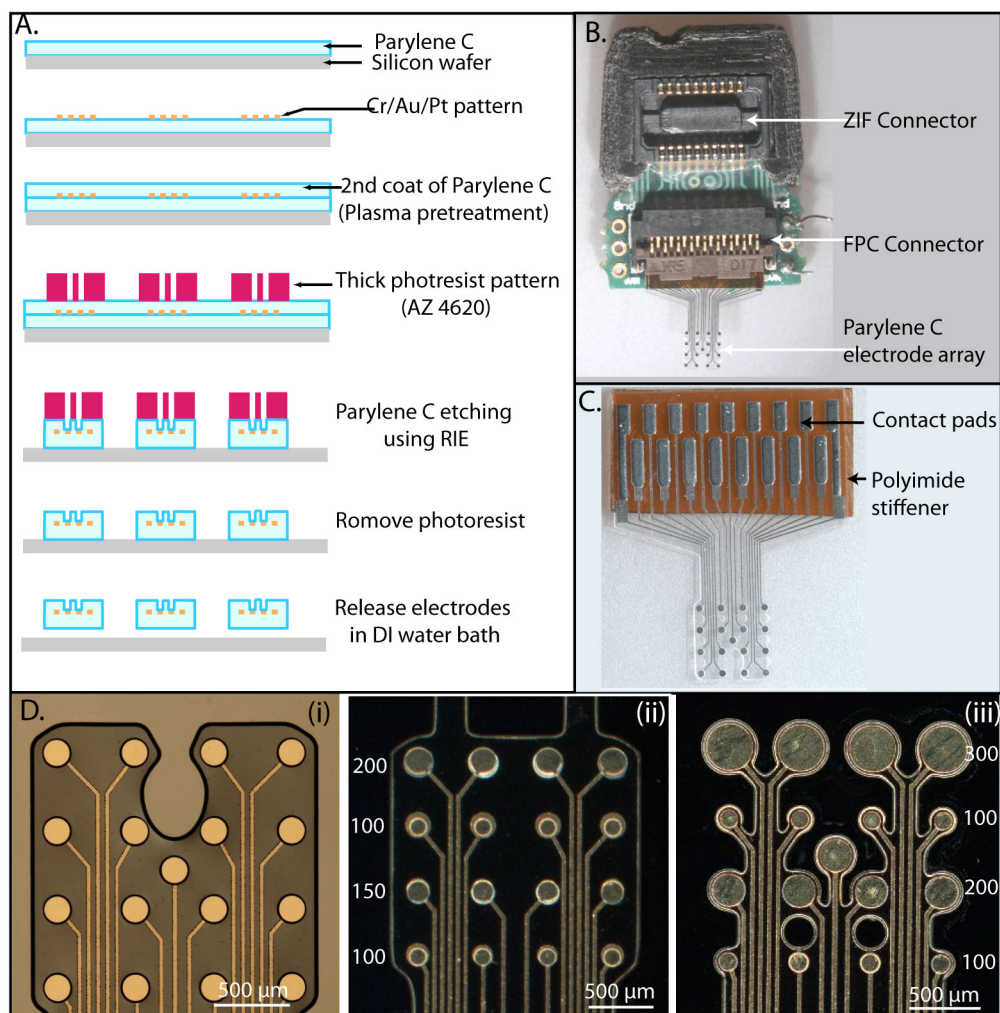 A.
Parylene C
Silicon wafer
Cr/Au/Pt pattern
2nd coat of Parylene C
(Plasma pretreatment)
Thick photresist pattern
(AZ 4620)
Parylene C etching
using RIE
Romove photoresist
Release electrodes
in DI water bath
B.
ZIF Connector
FPC Connector
Parylene C
electrode array
C.
Contact pads
Polyimide
stiffener
D.
(i)
500 µm
(ii)
200
100
150
100
500 µm
(iii)
300
100
200
100
500 µm